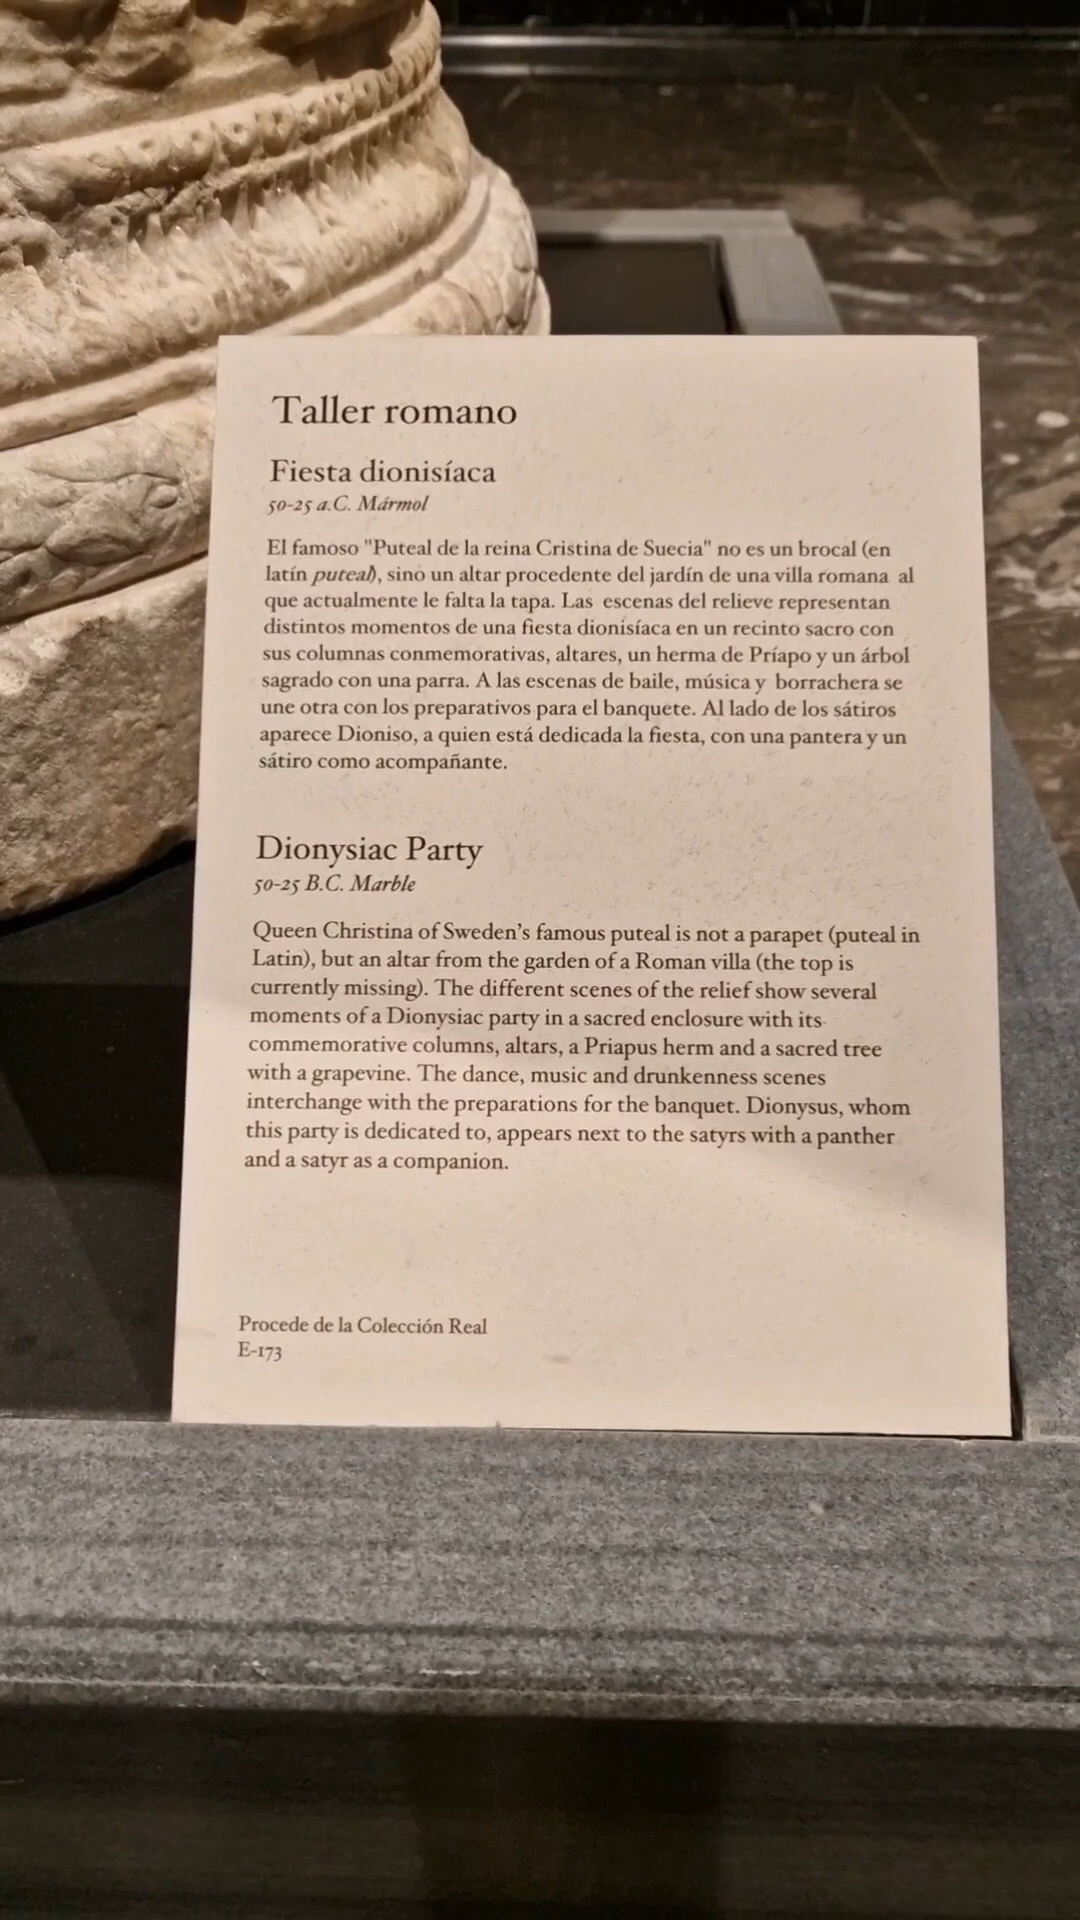 Taller romano
Fiesta dionisíaca
50-25 a.C. Mármol
El famoso "Puteal de la reina Cristina de Suecia" no es un brocal (en
latín puteal), sino un altar procedente del jardín de una villa romana al
que actualmente le falta la tapa. Las escenas del relieve representan
distintos momentos de una fiesta dionisíaca en un recinto sacro con
sus columnas conmemorativas, altares, un herma de Príapo y un árbol
sagrado con una parra. A las escenas de baile, música y borrachera se
une otra con los preparativos para el banquete. Al lado de los sátiros
aparece Dioniso, a quien está dedicada la fiesta, con una pantera y un
sátiro como acompañante.
Dionysiac Party
50-25 B.C. Marble
Queen Christina of Sweden's famous puteal is not a parapet (puteal in
Latin), but an altar from the garden of a Roman villa (the top is
currently missing). The different scenes of the relief show several
moments of a Dionysiac party in a sacred enclosure with its
commemorative columns, altars, a Priapus herm and a sacred tree
with a grapevine. The dance, music and drunkenness scenes
interchange with the preparations for the banquet. Dionysus, whom
this party is dedicated to, appears next to the satyrs with a panther
and a satyr as a companion.
Procede de la Colección Real
E-173